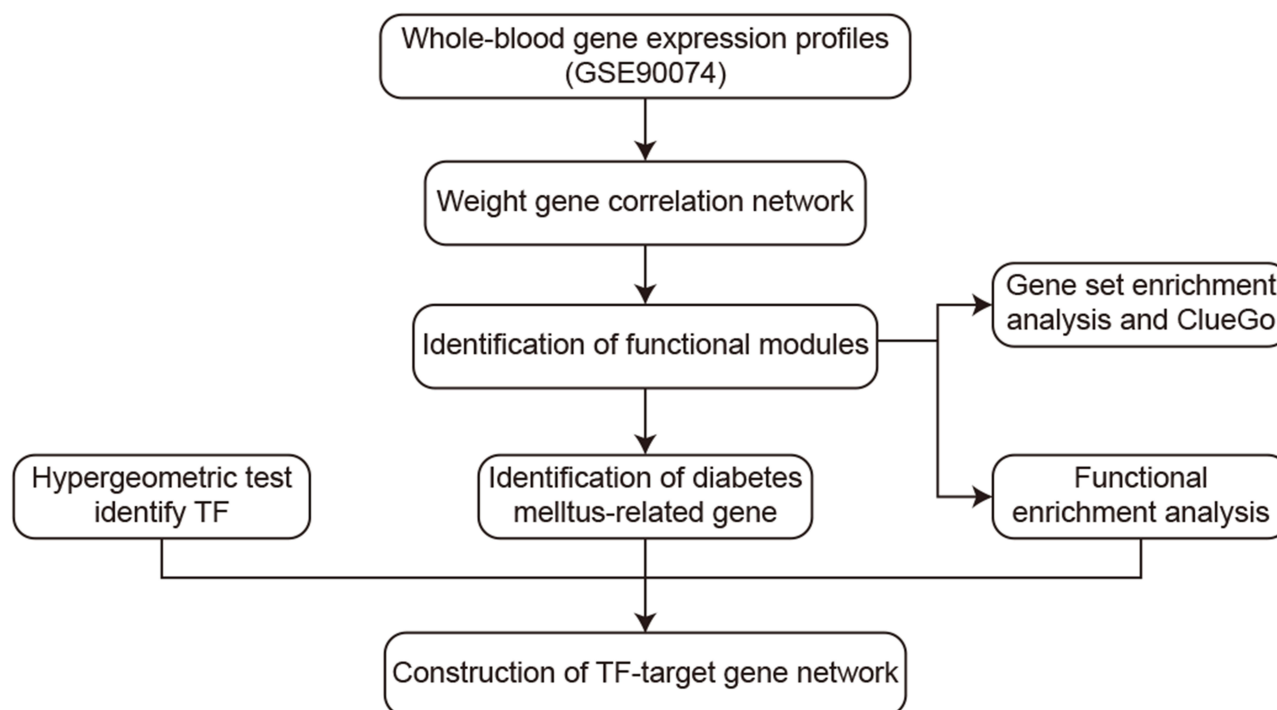 Whole-blood gene expression profiles
(GSE90074)
Weight gene correlation network
Identification of functional modules
Gene set enrichment
analysis and ClueGo
Hypergeometric test
identify TF
Identification of diabetes
melltus-related gene
Functional
enrichment analysis
Construction of TF-target gene network